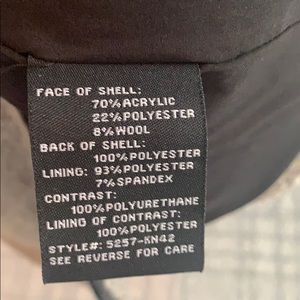 FACE OF SHELL:
70%ACRYLIC
22%POLYESTER
8%WOOL
BACK OF SHELL:
100%POLYESTER
LINING: 93%POLYESTER
7%SPANDEX
CONTRAST:
100%POLYURETHANE
LINING OF CONTRAST:
100%POLYESTER
STYLE#: 5257-KN42
SEE REVERSE FOR CARE